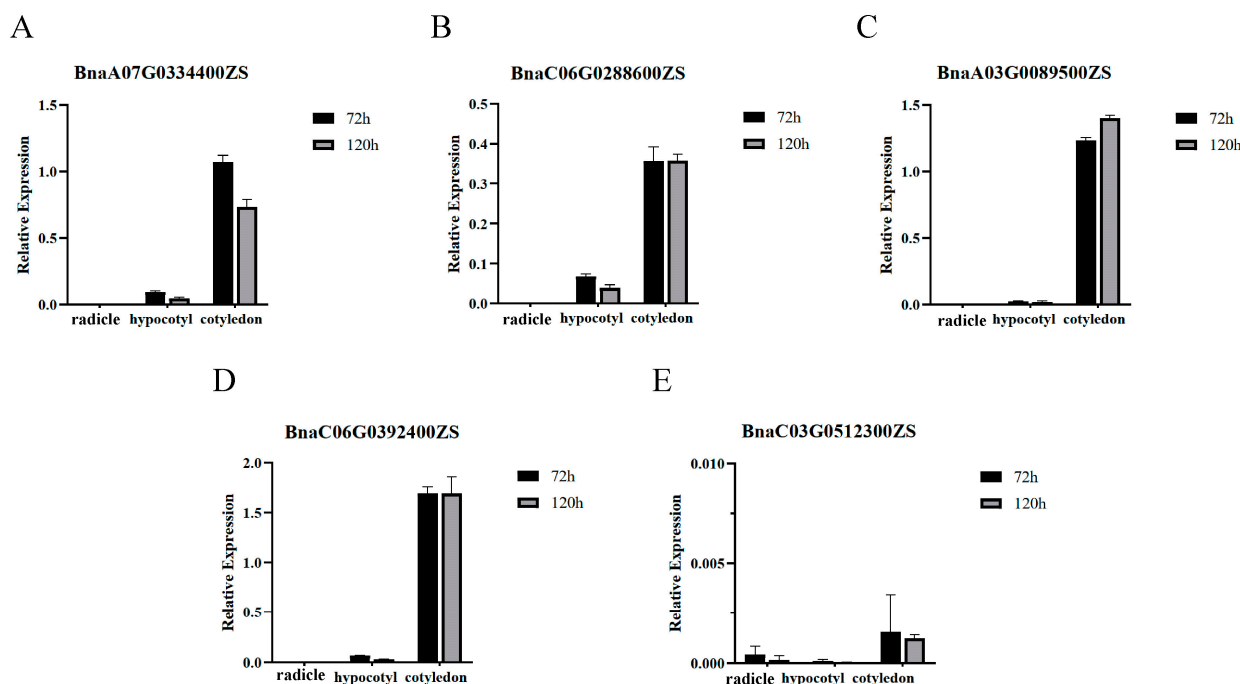 A
BnaA07G0334400ZS
Relative Expression
1.5
1.0
0.5
0.0
radicle hypocotyl cotyledon
72h
120h
B
BnaC06G0288600ZS
Relative Expression
0.5
0.4
0.3
0.2
0.1
0.0
radicle hypocotyl cotyledon
72h
120h
C
BnaA03G0089500ZS
Relative Expression
1.5
1.0
0.5
0.0
radicle hypocotyl cotyledon
72h
120h
D
BnaC06G0392400ZS
Relative Expression
2.0
1.5
1.0
0.5
0.0
radicle hypocotyl cotyledon
72h
120h
E
BnaC03G0512300ZS
Relative Expression
0.010
0.005
0.000
radicle hypocotyl cotyledon
72h
120h